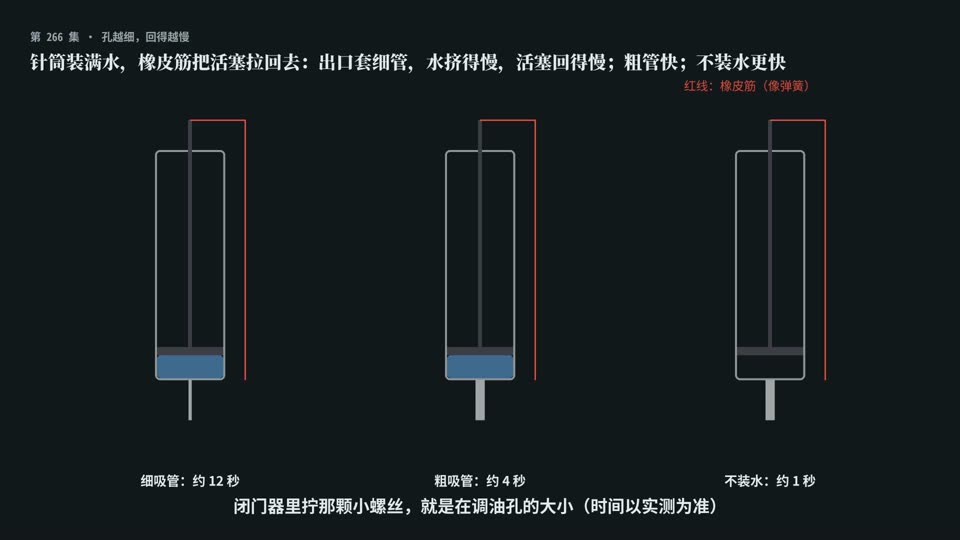 第 266 集 · 孔越细，回得越慢
针筒装满水，橡皮筋把活塞拉回去：出口套细管，水挤得慢，活塞回得慢；粗管快；不装水更快
红线：橡皮筋（像弹簧）
细吸管：约 12 秒
粗吸管：约 4 秒
不装水：约 1 秒
闭门器里拧那颗小螺丝，就是在调油孔的大小（时间以实测为准）